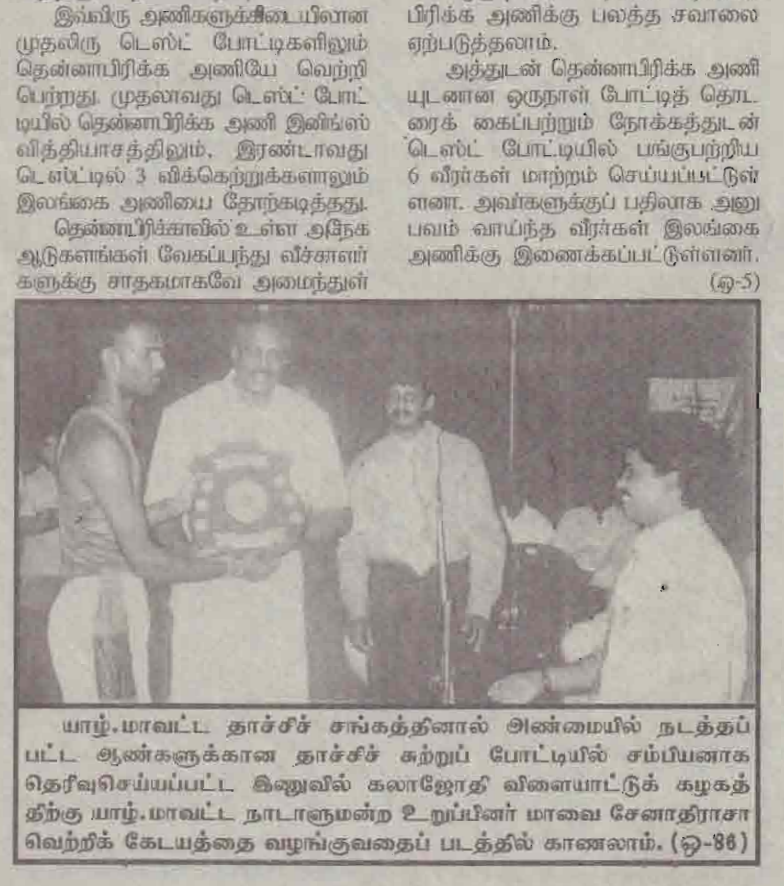 இவ்விரு அணிகளுக்கிடையிலான
முதலிரு டெஸ்ட் போட்டிகளிலும்
தென்னாபிரிக்க அணியே வெற்றி
பெற்றது. முதலாவது டெஸ்ட் போட்
டியில் தென்னாபிரிக்க அணி இனிங்ஸ்
வித்தியாசத்திலும், இரண்டாவது
டெஸ்ட்டில் 3 விக்கெற்றுக்களாலும்
இலங்கை அணியை தோற்கடித்தது.
தென்னாபிரிக்காவில் உள்ள அநேக
ஆடுகளங்கள் வேகப்பந்து வீச்சாளர்
களுக்கு சாதகமாகவே அமைந்துள்
பிரிக்க அணிக்கு பலத்த சவாலை
ஏற்படுத்தலாம்.
அத்துடன் தென்னாபிரிக்க அணி
யுடனான ஒருநாள் போட்டித் தொட
ரைக் கைப்பற்றும் நோக்கத்துடன்
டெஸ்ட் போட்டியில் பங்குபற்றிய
6 வீரர்கள் மாற்றம் செய்யப்பட்டுள்
ளனா. அவர்களுக்குப் பதிலாக அனு
பவம் வாய்ந்த வீரர்கள் இலங்கை
அணிக்கு இணைக்கப்பட்டுள்ளனர்.
(ஒ-5)
யாழ்.மாவட்ட தாச்சிச் சங்கத்தினால் அண்மையில் நடத்தப்
பட்ட ஆண்களுக்கான தாச்சிச் சுற்றுப் போட்டியில் சம்பியனாக
தெரிவுசெய்யப்பட்ட இணுவில் கலாஜோதி விளையாட்டுக் கழகத்
திற்கு யாழ்.மாவட்ட நாடாளுமன்ற உறுப்பினர் மாவை சேனாதிராசா
வெற்றிக் கேடயத்தை வழங்குவதைப் படத்தில் காணலாம். (ஒ-86)